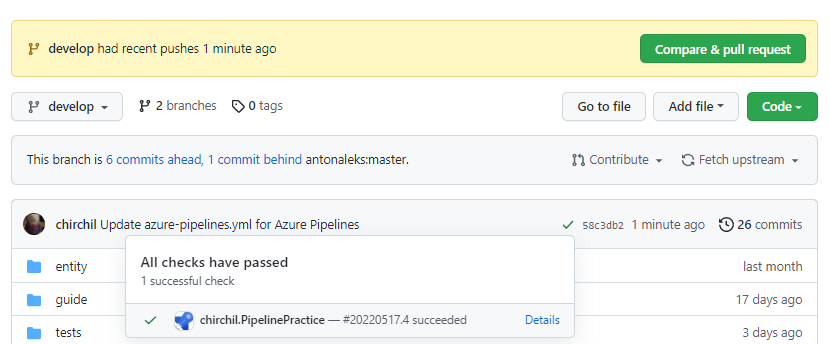 develop had recent pushes 1 minute ago Compare & pull request
develop 2 branches 0 tags Go to file Add file Code
This branch is 6 commits ahead, 1 commit behind antonaleks:master. Contribute Fetch upstream
chirchil Update azure-pipelines.yml for Azure Pipelines 58c3db2 1 minute ago 26 commits
All checks have passed
entity last month
1 successful check
guide 17 days ago
chirchil.PipelinePractice — #20220517.4 succeeded Details
tests 3 days ago